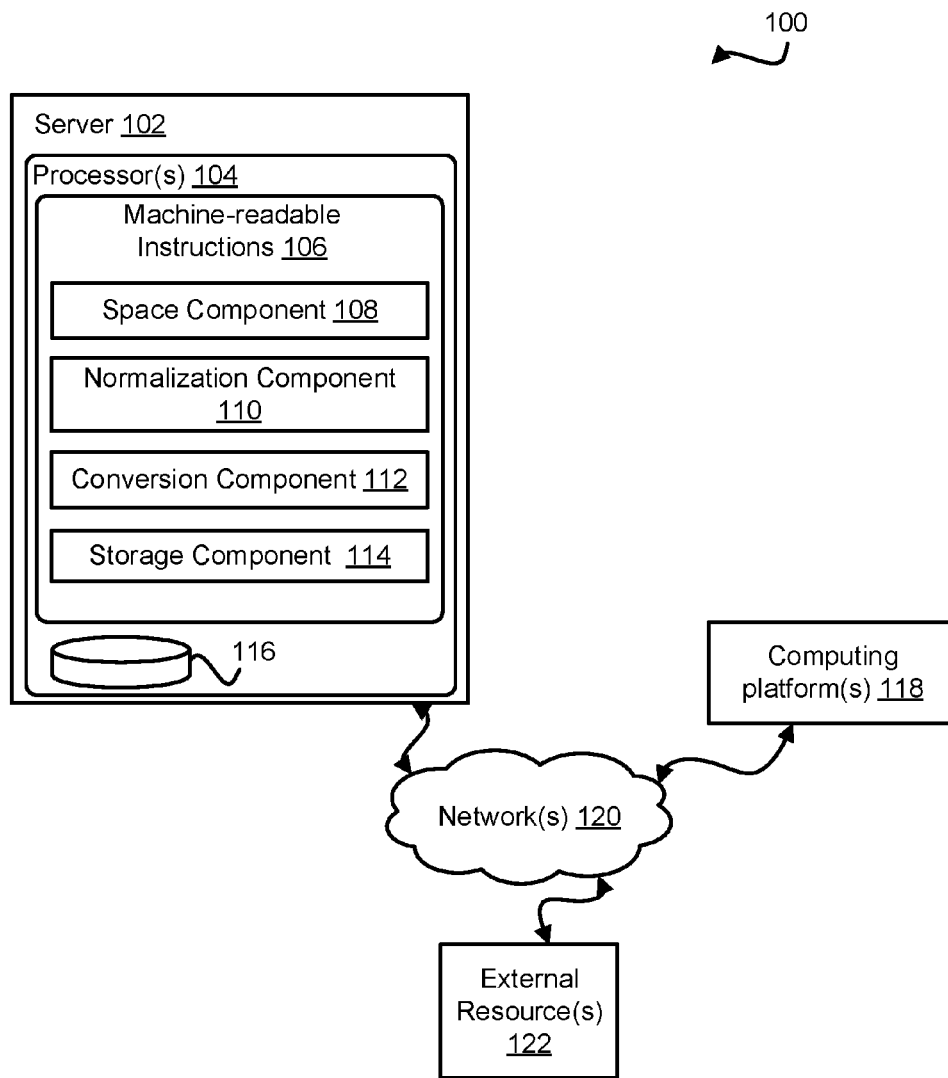 100
Server 102
Processor(s) 104
Machine-readable
Instructions 106
Space Component 108
Normalization Component
110
Conversion Component 112
Storage Component 114
116
Computing
platform(s) 118
Network(s) 120
External
Resource(s)
122